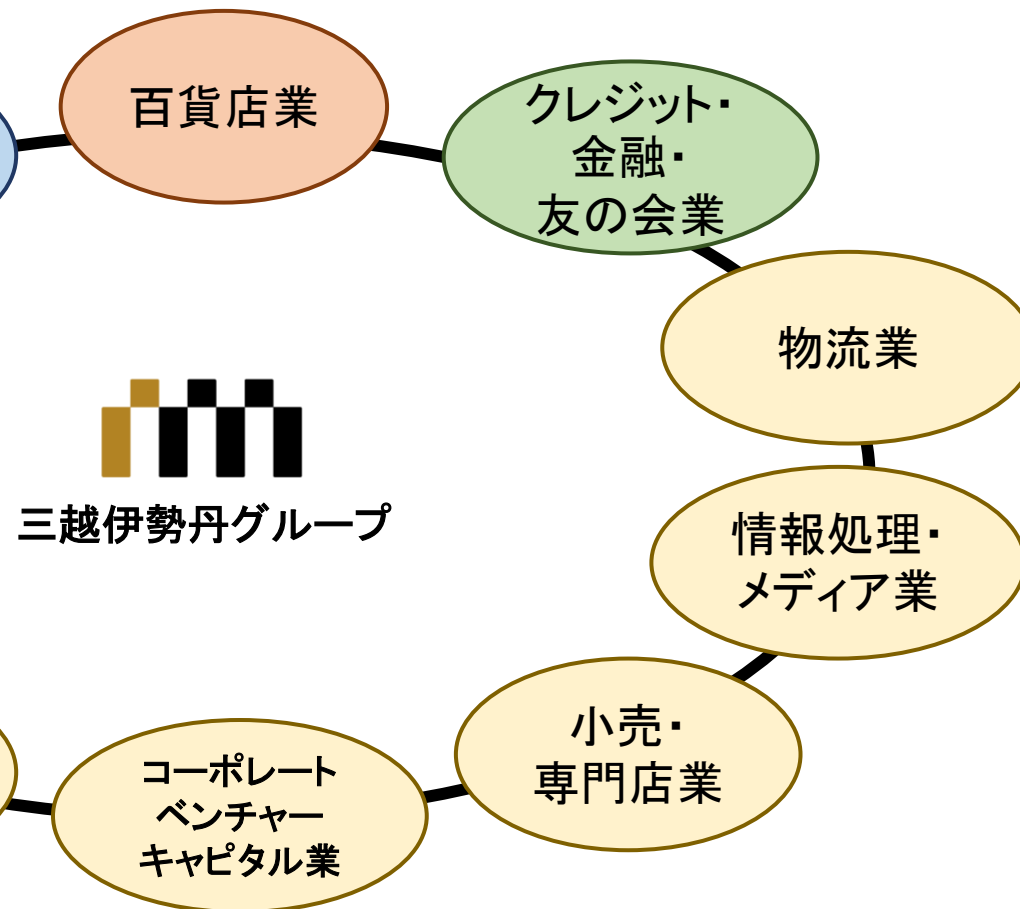 百貨店業
クレジット・
金融・
友の会業
物流業
三越伊勢丹グループ
情報処理・
メディア業
小売・
専門店業
コーポレート
ベンチャー
キャピタル業